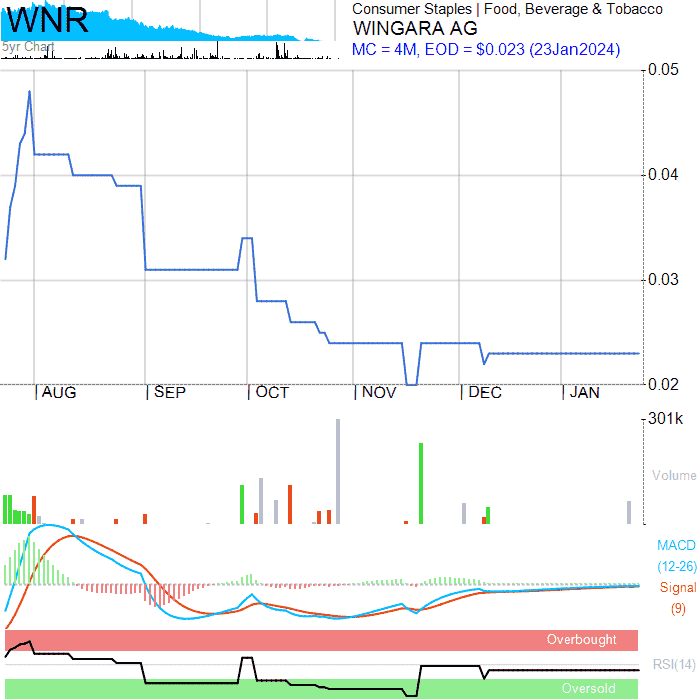 WNR
5yr Chart
Consumer Staples | Food, Beverage & Tobacco
WINGARA AG
MC = 4M, EOD = $0.023 (23Jan2024)
0.05
0.04
0.03
0.02
AUG
SEP
OCT
NOV
DEC
JAN
301k
Volume
MACD
(12-26)
Signal
(9)
Overbought
RSI(14)
Oversold